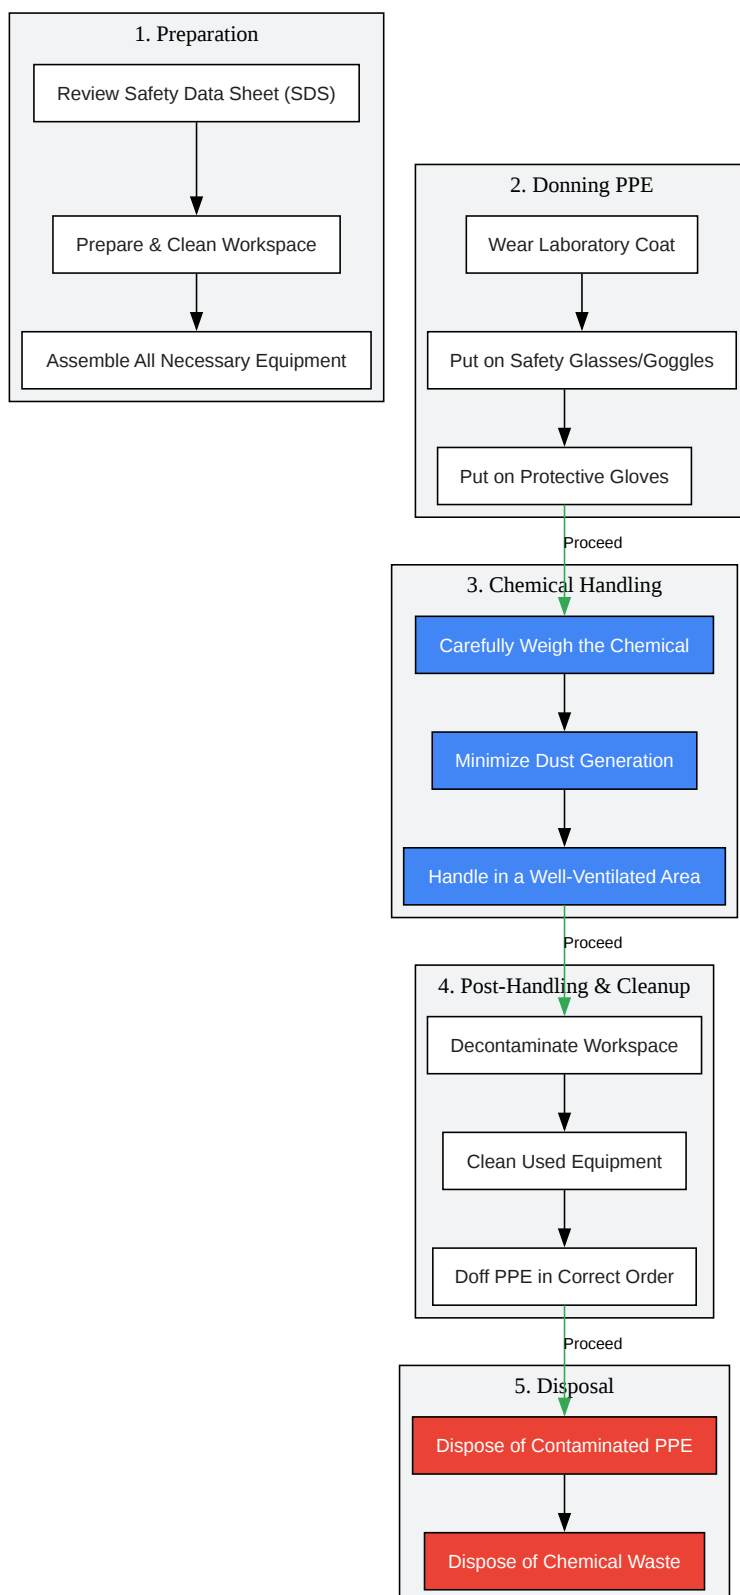 1. Preparation
Review Safety Data Sheet (SDS)
Prepare & Clean Workspace
Assemble All Necessary Equipment
2. Donning PPE
Wear Laboratory Coat
Put on Safety Glasses/Goggles
Put on Protective Gloves
Proceed
3. Chemical Handling
Carefully Weigh the Chemical
Minimize Dust Generation
Handle in a Well-Ventilated Area
Proceed
4. Post-Handling & Cleanup
Decontaminate Workspace
Clean Used Equipment
Doff PPE in Correct Order
Proceed
5. Disposal
Dispose of Contaminated PPE
Dispose of Chemical Waste